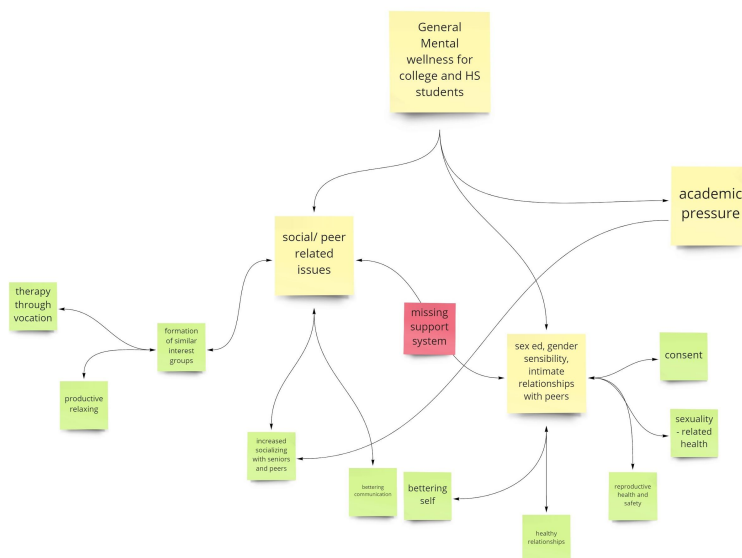 General
Mental
wellness for
college and HS
students
academic
pressure
social/ peer
related
issues
therapy
through
vocation
formation
of similar
interest
groups
missing
support
system
sex ed, gender
sensibility,
intimate
relationships
with peers
consent
productive
relaxing
sexuality
- related
health
increased
socializing
with seniors
and peers
battering
communication
bettering
self
reproductive
health and
safety
healthy
relationships